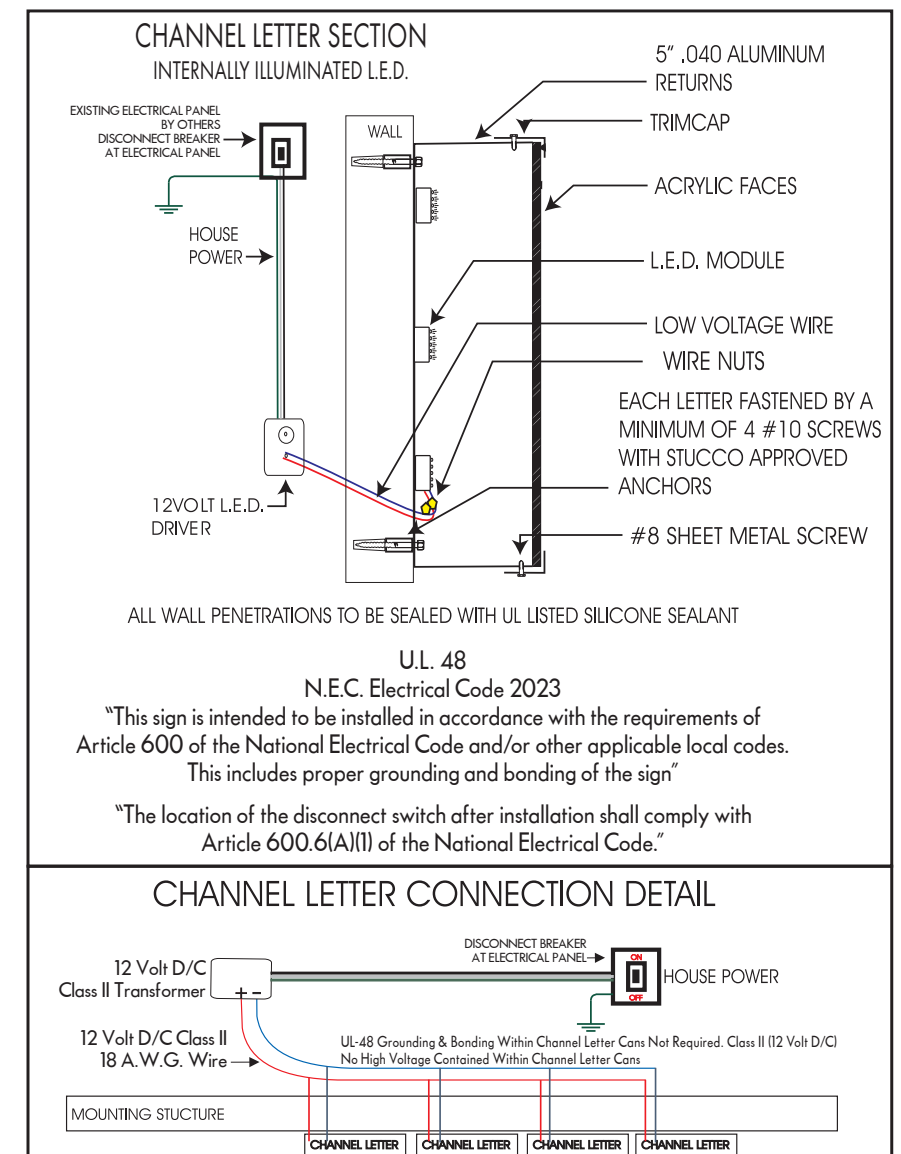 CHANNEL LETTER SECTION
INTERNALLY ILLUMINATED L.E.D.
EXISTING ELECTRICAL PANEL
BY OTHERS
DISCONNECT BREAKER
AT ELECTRICAL PANEL
HOUSE
POWER
12VOLT L.E.D.
DRIVER
WALL
5" .040 ALUMINUM
RETURNS
TRIMCAP
ACRYLIC FACES
L.E.D. MODULE
LOW VOLTAGE WIRE
WIRE NUTS
EACH LETTER FASTENED BY A
MINIMUM OF 4 #10 SCREWS
WITH STUCCO APPROVED
ANCHORS
#8 SHEET METAL SCREW
ALL WALL PENETRATIONS TO BE SEALED WITH UL LISTED SILICONE SEALANT
U.L. 48
N.E.C. Electrical Code 2023
"This sign is intended to be installed in accordance with the requirements of
Article 600 of the National Electrical Code and/or other applicable local codes.
This includes proper grounding and bonding of the sign"
"The location of the disconnect switch after installation shall comply with
Article 600.6(A)(1) of the National Electrical Code."
CHANNEL LETTER CONNECTION DETAIL
12 Volt D/C
Class II Transformer
+ -
DISCONNECT BREAKER
AT ELECTRICAL PANEL
ON
OFF
HOUSE POWER
12 Volt D/C Class II
18 A.W.G. Wire
UL-48 Grounding & Bonding Within Channel Letter Cans Not Required. Class II (12 Volt D/C)
No High Voltage Contained Within Channel Letter Cans
MOUNTING STUCTURE
CHANNEL LETTER CHANNEL LETTER CHANNEL LETTER CHANNEL LETTER